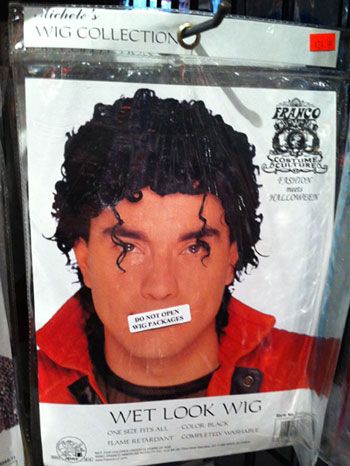 Michele's
WIG COLLECTION
FRANCO
COSTUME
CULTURE
FASHION
meets
HALLOWEEN
DO NOT OPEN
WIG PACKAGES
WET LOOK WIG
ONE SIZE FITS ALL COLOR: BLACK
FLAME RETARDANT COMPLETELY WASHABLE